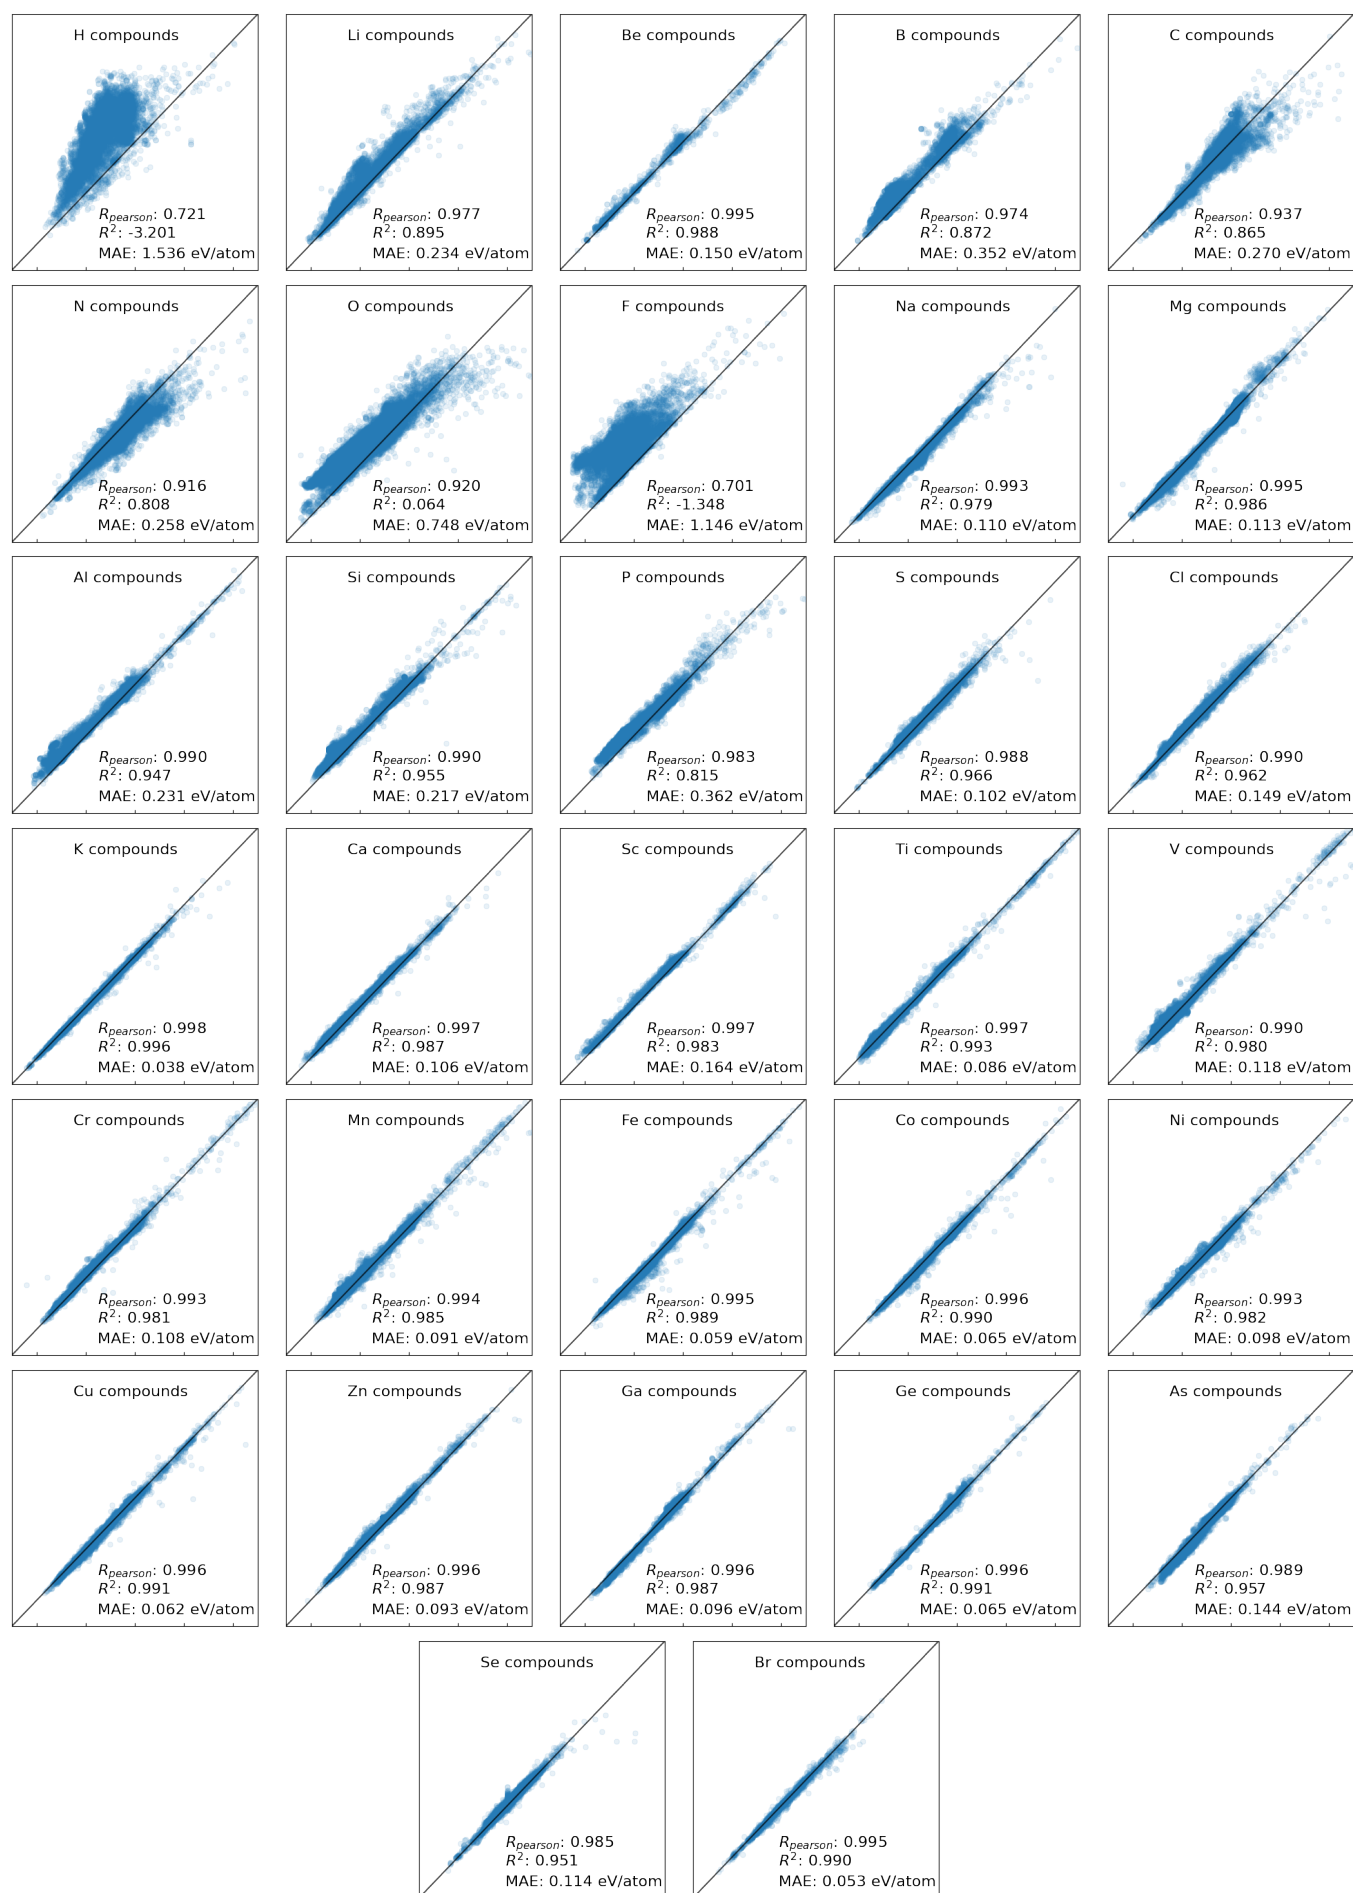 H compounds
R_pearson: 0.721
R²: -3.201
MAE: 1.536 eV/atom
Li compounds
R_pearson: 0.977
R²: 0.895
MAE: 0.234 eV/atom
Be compounds
R_pearson: 0.995
R²: 0.988
MAE: 0.150 eV/atom
B compounds
R_pearson: 0.974
R²: 0.872
MAE: 0.352 eV/atom
C compounds
R_pearson: 0.937
R²: 0.865
MAE: 0.270 eV/atom
N compounds
R_pearson: 0.916
R²: 0.808
MAE: 0.258 eV/atom
O compounds
R_pearson: 0.920
R²: 0.064
MAE: 0.748 eV/atom
F compounds
R_pearson: 0.701
R²: -1.348
MAE: 1.146 eV/atom
Na compounds
R_pearson: 0.993
R²: 0.979
MAE: 0.110 eV/atom
Mg compounds
R_pearson: 0.995
R²: 0.986
MAE: 0.113 eV/atom
Al compounds
R_pearson: 0.990
R²: 0.947
MAE: 0.231 eV/atom
Si compounds
R_pearson: 0.990
R²: 0.955
MAE: 0.217 eV/atom
P compounds
R_pearson: 0.983
R²: 0.815
MAE: 0.362 eV/atom
S compounds
R_pearson: 0.988
R²: 0.966
MAE: 0.102 eV/atom
Cl compounds
R_pearson: 0.990
R²: 0.962
MAE: 0.149 eV/atom
K compounds
R_pearson: 0.998
R²: 0.996
MAE: 0.038 eV/atom
Ca compounds
R_pearson: 0.997
R²: 0.987
MAE: 0.106 eV/atom
Sc compounds
R_pearson: 0.997
R²: 0.983
MAE: 0.164 eV/atom
Ti compounds
R_pearson: 0.997
R²: 0.993
MAE: 0.086 eV/atom
V compounds
R_pearson: 0.990
R²: 0.980
MAE: 0.118 eV/atom
Cr compounds
R_pearson: 0.993
R²: 0.981
MAE: 0.108 eV/atom
Mn compounds
R_pearson: 0.994
R²: 0.985
MAE: 0.091 eV/atom
Fe compounds
R_pearson: 0.995
R²: 0.989
MAE: 0.059 eV/atom
Co compounds
R_pearson: 0.996
R²: 0.990
MAE: 0.065 eV/atom
Ni compounds
R_pearson: 0.993
R²: 0.982
MAE: 0.098 eV/atom
Cu compounds
R_pearson: 0.996
R²: 0.991
MAE: 0.062 eV/atom
Zn compounds
R_pearson: 0.996
R²: 0.987
MAE: 0.093 eV/atom
Ga compounds
R_pearson: 0.996
R²: 0.987
MAE: 0.096 eV/atom
Ge compounds
R_pearson: 0.996
R²: 0.991
MAE: 0.065 eV/atom
As compounds
R_pearson: 0.989
R²: 0.957
MAE: 0.144 eV/atom
Se compounds
R_pearson: 0.985
R²: 0.951
MAE: 0.114 eV/atom
Br compounds
R_pearson: 0.995
R²: 0.990
MAE: 0.053 eV/atom